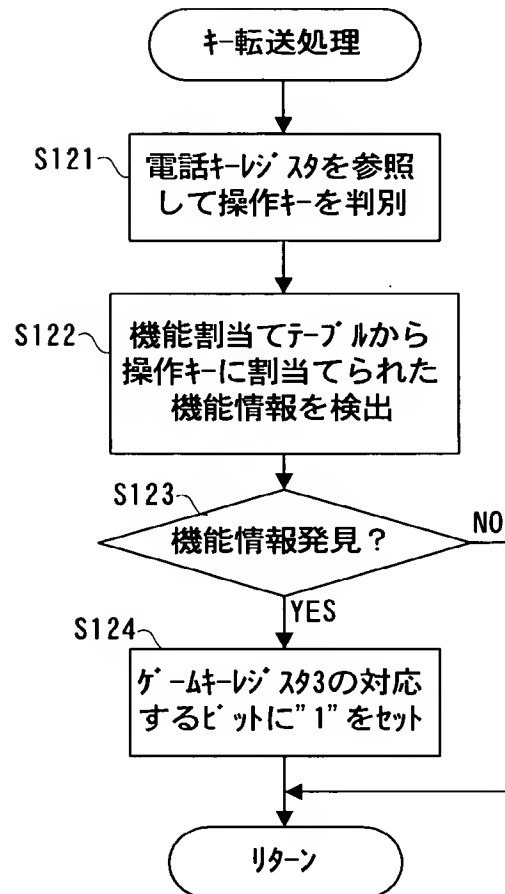 ｷｰ転送処理
S121
電話ｷｰﾚｼﾞｽﾀを参照
して操作ｷｰを判別
S122
機能割当てﾃｰﾌﾞﾙから
操作ｷｰに割当てられた
機能情報を検出
S123
機能情報発見？
NO
YES
S124
ｹﾞｰﾑｷｰﾚｼﾞｽﾀ3の対応
するﾋﾞｯﾄに"1"をｾｯﾄ
ﾘﾀｰﾝ